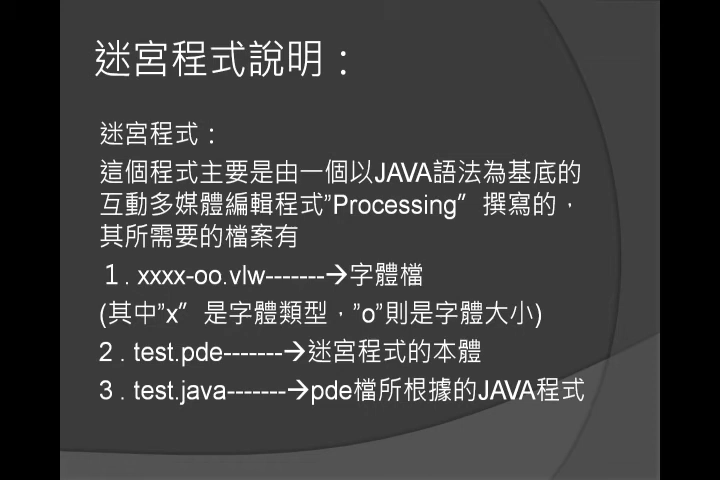 迷宮程式說明：
迷宮程式：
這個程式主要是由一個以JAVA語法為基底的
互動多媒體編輯程式”Processing” 撰寫的，
其所需要的檔案有
１. xxxx-oo.vlw-------→字體檔
(其中”x” 是字體類型，”o”則是字體大小)
2 . test.pde-------→迷宮程式的本體
3 . test.java-------→pde檔所根據的JAVA程式